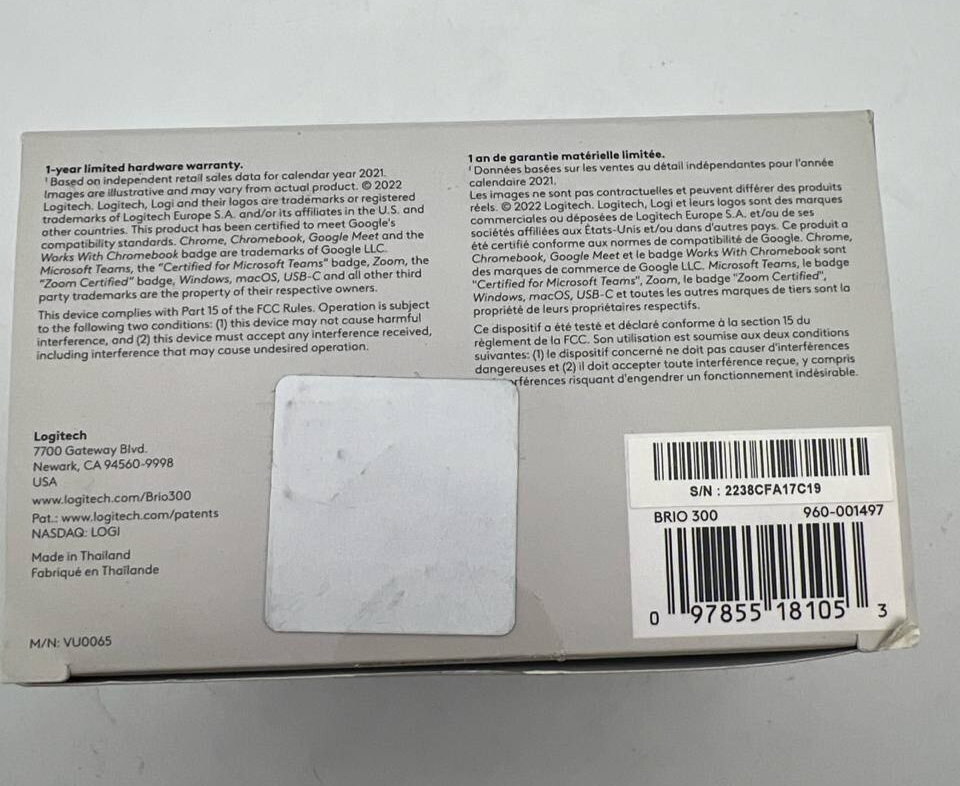 1-year limited hardware warranty.
¹ Based on independent retail sales data for calendar year 2021.
Images are illustrative and may vary from actual product. © 2022
Logitech. Logitech, Logi and their logos are trademarks or registered
trademarks of Logitech Europe S.A. and/or its affiliates in the U.S. and
other countries. This product has been certified to meet Google's
compatibility standards. Chrome, Chromebook, Google Meet and the
Works With Chromebook badge are trademarks of Google LLC.
Microsoft Teams, the "Certified for Microsoft Teams" badge, Zoom, the
"Zoom Certified" badge, Windows, macOS, USB-C and all other third
party trademarks are the property of their respective owners.
This device complies with Part 15 of the FCC Rules. Operation is subject
to the following two conditions: (1) this device may not cause harmful
interference, and (2) this device must accept any interference received,
including interference that may cause undesired operation.
1 an de garantie matérielle limitée.
¹ Données basées sur les ventes au détail indépendantes pour l'année
calendaire 2021.
Les images ne sont pas contractuelles et peuvent différer des produits
réels. © 2022 Logitech. Logitech, Logi et leurs logos sont des marques
commerciales ou déposées de Logitech Europe S.A. et/ou de ses
sociétés affiliées aux États-Unis et/ou dans d'autres pays. Ce produit a
été certifié conforme aux normes de compatibilité de Google. Chrome,
Chromebook, Google Meet et le badge Works With Chromebook sont
des marques de commerce de Google LLC. Microsoft Teams, le badge
"Certified for Microsoft Teams", Zoom, le badge "Zoom Certified",
Windows, macOS, USB-C et toutes les autres marques de tiers sont la
propriété de leurs propriétaires respectifs.
Ce dispositif a été testé et déclaré conforme à la section 15 du
règlement de la FCC. Son utilisation est soumise aux deux conditions
suivantes: (1) le dispositif concerné ne doit pas causer d'interférences
dangereuses et (2) il doit accepter toute interférence reçue, y compris
rférences risquant d'engendrer un fonctionnement indésirable.
Logitech
7700 Gateway Blvd.
Newark, CA 94560-9998
USA
www.logitech.com/Brio300
Pat.: www.logitech.com/patents
NASDAQ: LOGI
Made in Thailand
Fabriqué en Thaïlande
M/N: VU0065
S/N : 2238CFA17C19
BRIO 300 960-001497
0 97855 18105 3